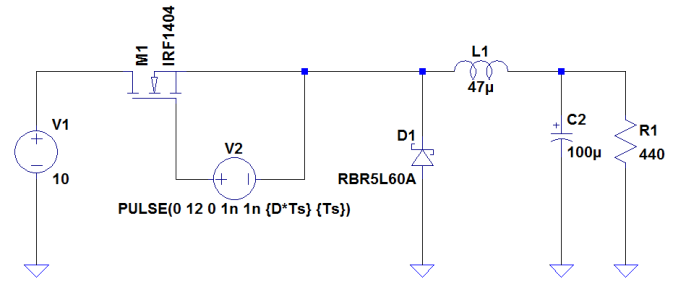 M1
IRF1404
L1
47µ
V1
10
V2
PULSE(0 12 0 1n 1n {D*Ts} {Ts})
D1
RBR5L60A
C2
100µ
R1
440